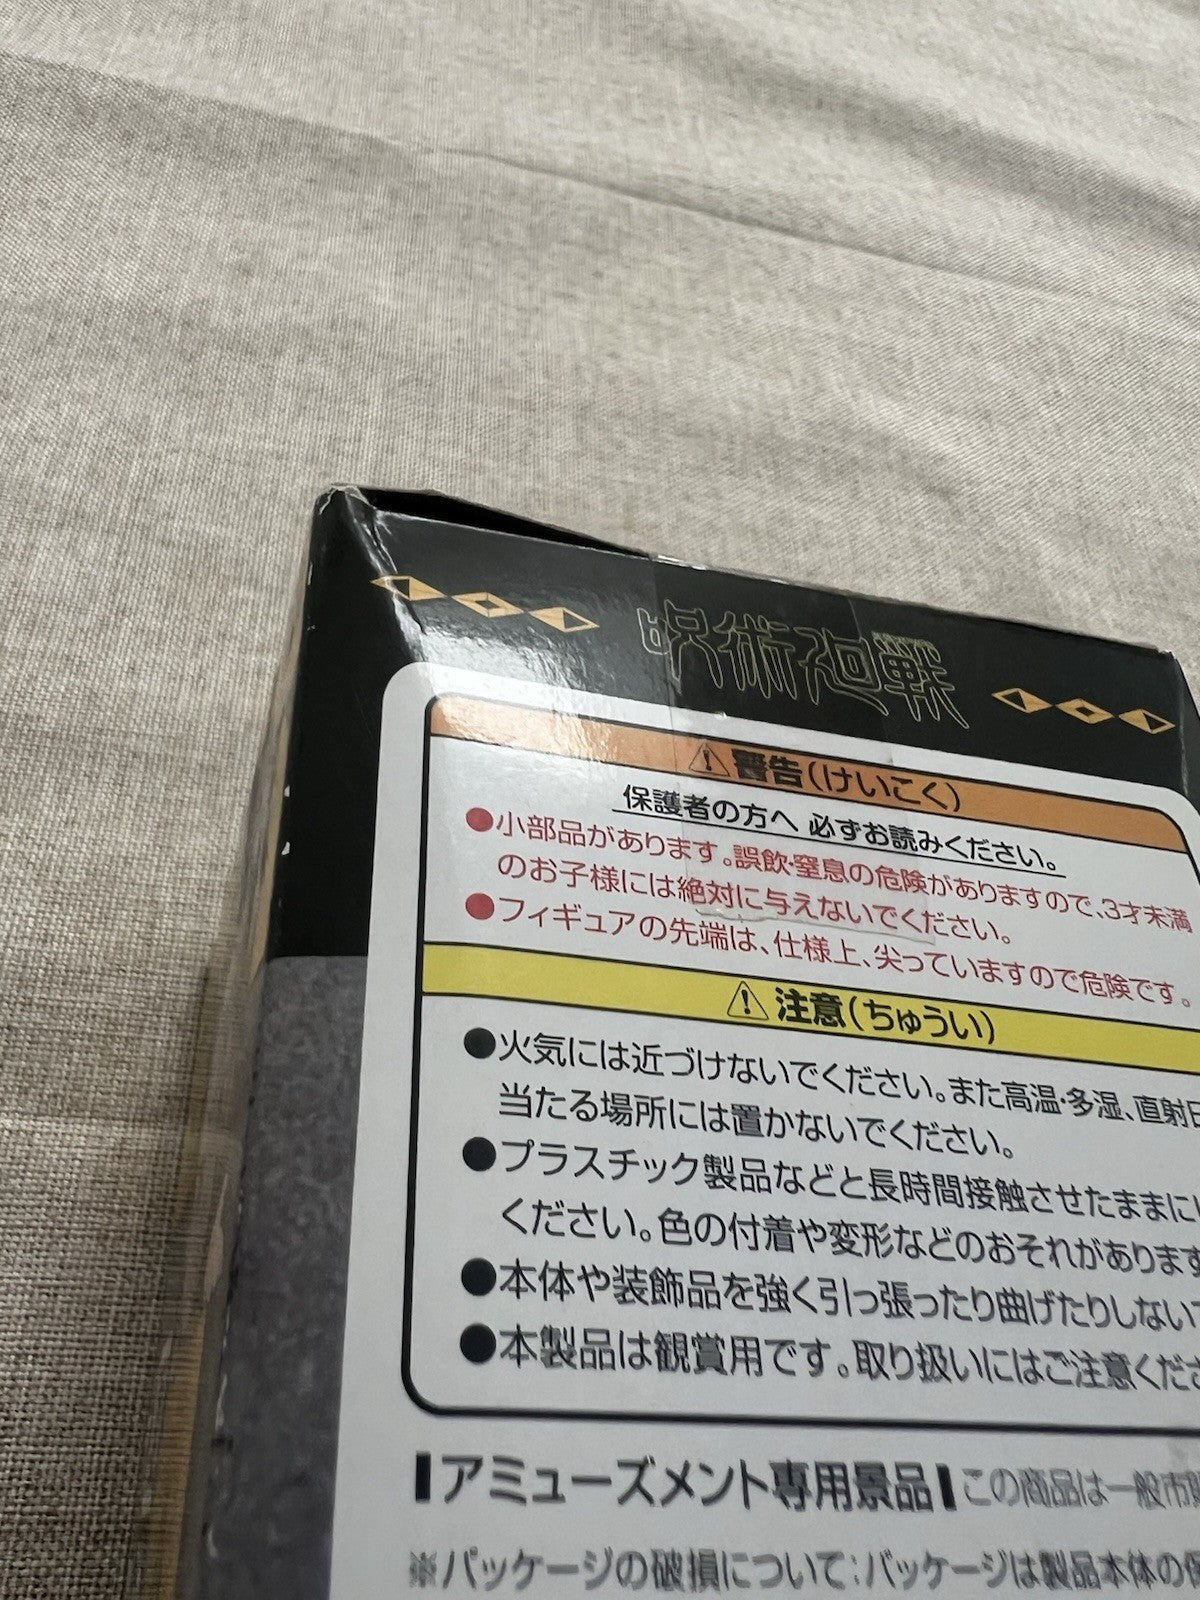 呪術廻戦
警告(けいこく)
保護者の方へ 必ずお読みください。
●小部品があります。誤飲・窒息の危険がありますので、3才未満
のお子様には絶対に与えないでください。
●フィギュアの先端は、仕様上、尖っていますので危険です。
注意(ちゅうい)
●火気には近づけないでください。また高温・多湿、直射日
当たる場所には置かないでください。
●プラスチック製品などと長時間接触させたままに
ください。色の付着や変形などのおそれがあります
●本体や装飾品を強く引っ張ったり曲げたりしない
●本製品は観賞用です。取り扱いにはご注意くださ
アミューズメント専用景品 この商品は一般市
※パッケージの破損について:パッケージは製品本体の保